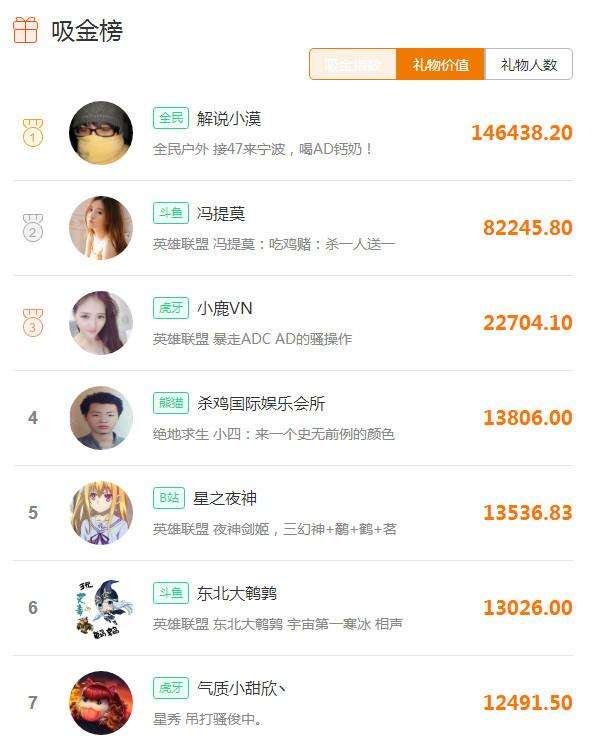 吸金榜
吸金指数 礼物价值 礼物人数
1
全民 解说小漠
146438.20
全民户外 接47来宁波，喝AD钙奶！
2
斗鱼 冯提莫
82245.80
英雄联盟 冯提莫：吃鸡赌：杀一人送一
3
虎牙 小鹿VN
22704.10
英雄联盟 暴走ADC AD的骚操作
4
熊猫 杀鸡国际娱乐会所
13806.00
绝地求生 小四：来一个史无前例的颜色
5
B站 星之夜神
13536.83
英雄联盟 夜神剑姬，三幻神+鷸+鹤+茗
6
斗鱼 东北大鹌鹑
13026.00
英雄联盟 东北大鹌鹑 宇宙第一寒冰 相声
7
虎牙 气质小甜欣丶
12491.50
星秀 吊打骚俊中。